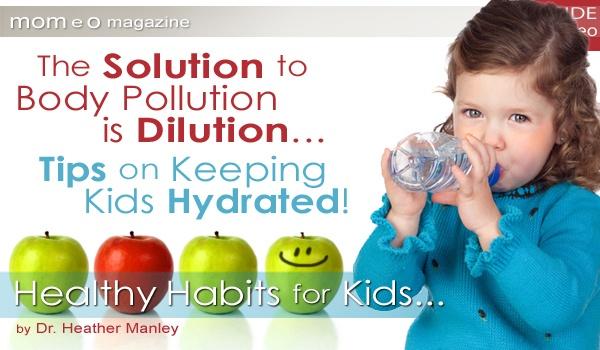 mom e o magazine
The Solution to
Body Pollution
is Dilution...
Tips on Keeping
Kids Hydrated!
Healthy Habits for Kids...
by Dr. Heather Manley